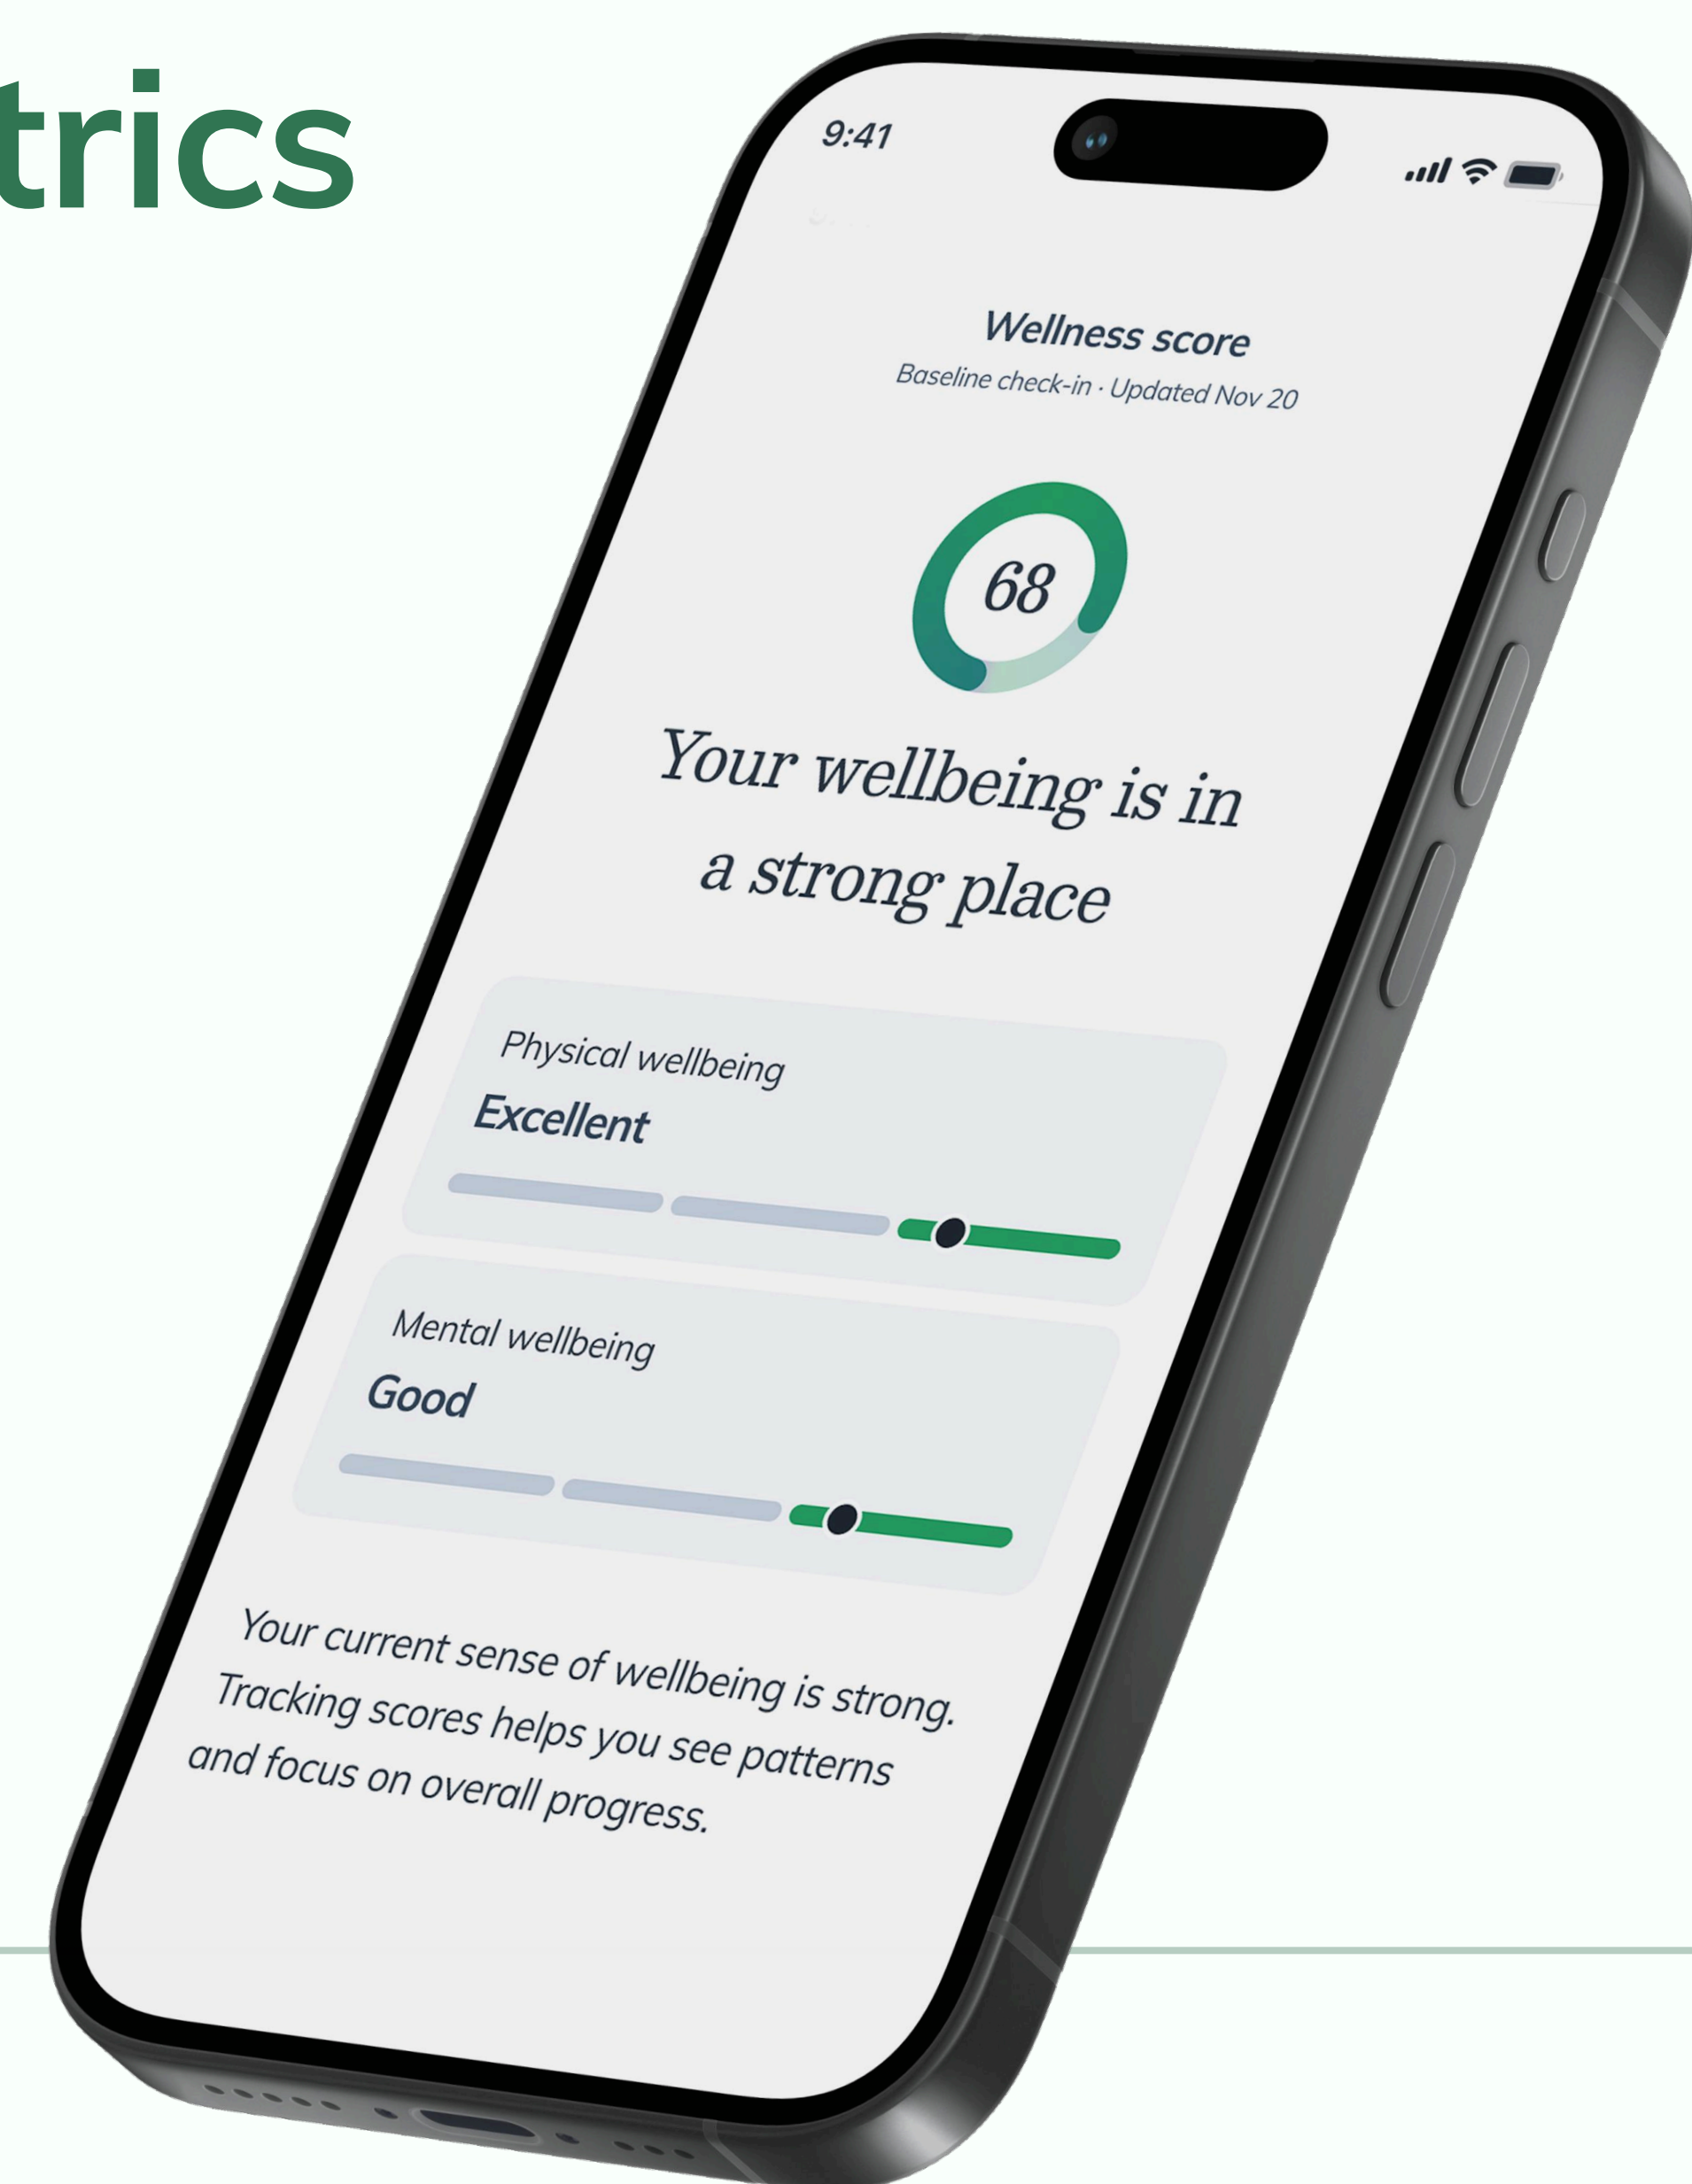 trics
9:41
Wellness score
Baseline check-in · Updated Nov 20
68
Your wellbeing is in
a strong place
Physical wellbeing
Excellent
Mental wellbeing
Good
Your current sense of wellbeing is strong.
Tracking scores helps you see patterns
and focus on overall progress.